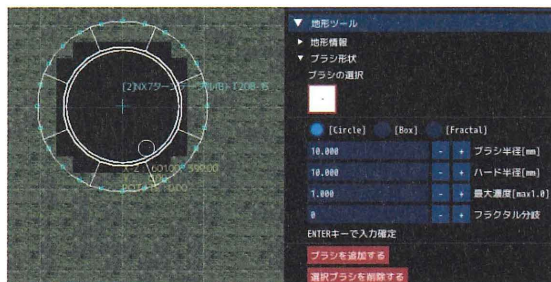 地形ツール
地形情報
ブラシ形状
ブラシの選択
[Circle] [Box] [Fractal]
10.000 - + ブラシ半径[mm]
10.000 - + ハード半径[mm]
1.000 - + 最大濃度[max1.0]
0 - + フラクタル分岐
ENTERキーで入力確定
ブラシを追加する
選択ブラシを削除する